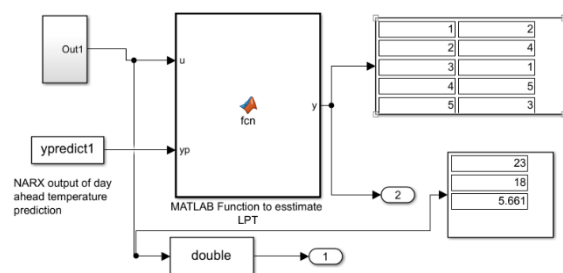 Out1
u
fcn
y
yp
ypredict1
NARX output of day
ahead temperature
prediction
MATLAB Function to esstimate
LPT
1 2
2 4
3 1
4 5
5 3
2
23
18
5.661
double
1